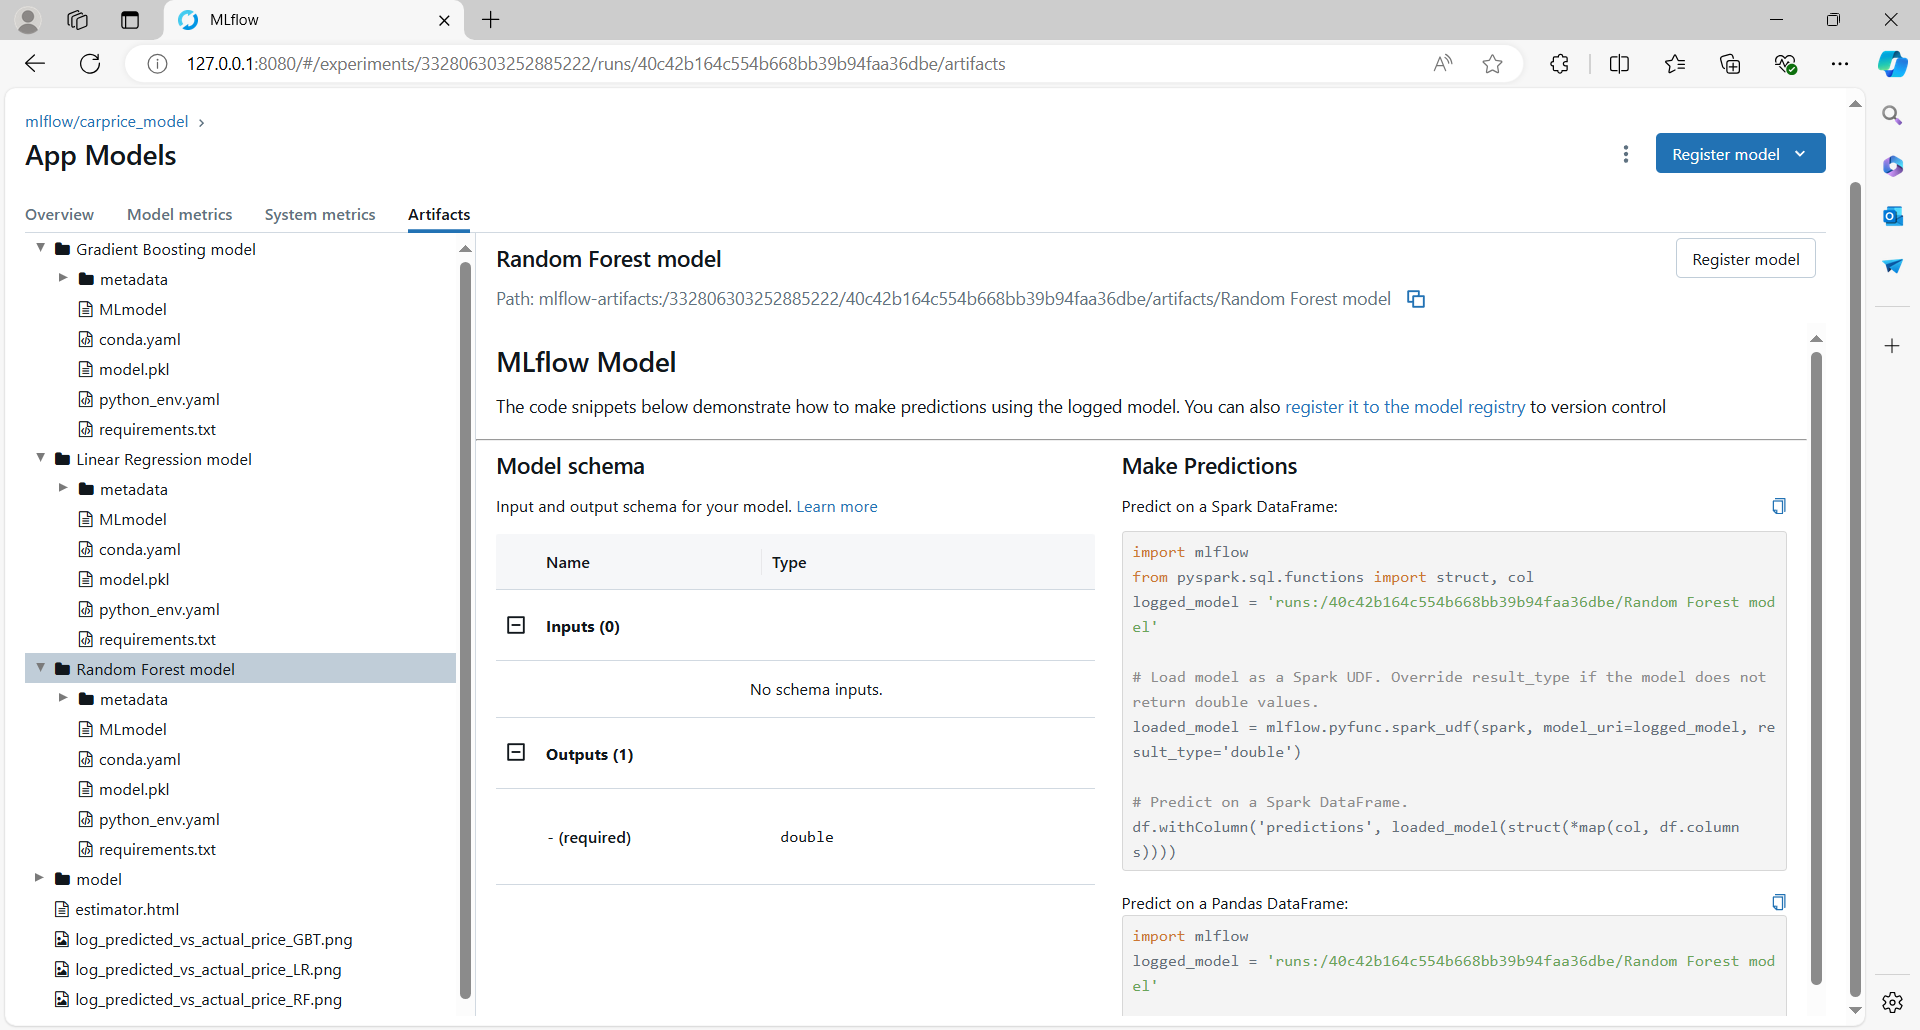 MLflow
127.0.0.1:8080/#/experiments/332806303252885222/runs/40c42b164c554b668bb39b94faa36dbe/artifacts
mlflow/carprice_model
App Models
Register model
Overview
Model metrics
System metrics
Artifacts
Gradient Boosting model
metadata
MLmodel
conda.yaml
model.pkl
python_env.yaml
requirements.txt
Linear Regression model
metadata
MLmodel
conda.yaml
model.pkl
python_env.yaml
requirements.txt
Random Forest model
metadata
MLmodel
conda.yaml
model.pkl
python_env.yaml
requirements.txt
model
estimator.html
log_predicted_vs_actual_price_GBT.png
log_predicted_vs_actual_price_LR.png
log_predicted_vs_actual_price_RF.png
Random Forest model
Register model
Path: mlflow-artifacts:/332806303252885222/40c42b164c554b668bb39b94faa36dbe/artifacts/Random Forest model
MLflow Model
The code snippets below demonstrate how to make predictions using the logged model. You can also register it to the model registry to version control
Model schema
Input and output schema for your model. Learn more
Name
Type
Inputs (0)
No schema inputs.
Outputs (1)
- (required)
double
Make Predictions
Predict on a Spark DataFrame:
import mlflow
from pyspark.sql.functions import struct, col
logged_model = 'runs:/40c42b164c554b668bb39b94faa36dbe/Random Forest mod
el'
# Load model as a Spark UDF. Override result_type if the model does not
return double values.
loaded_model = mlflow.pyfunc.spark_udf(spark, model_uri=logged_model, re
sult_type='double')
# Predict on a Spark DataFrame.
df.withColumn('predictions', loaded_model(struct(*map(col, df.column
s))))
Predict on a Pandas DataFrame:
import mlflow
logged_model = 'runs:/40c42b164c554b668bb39b94faa36dbe/Random Forest mod
el'